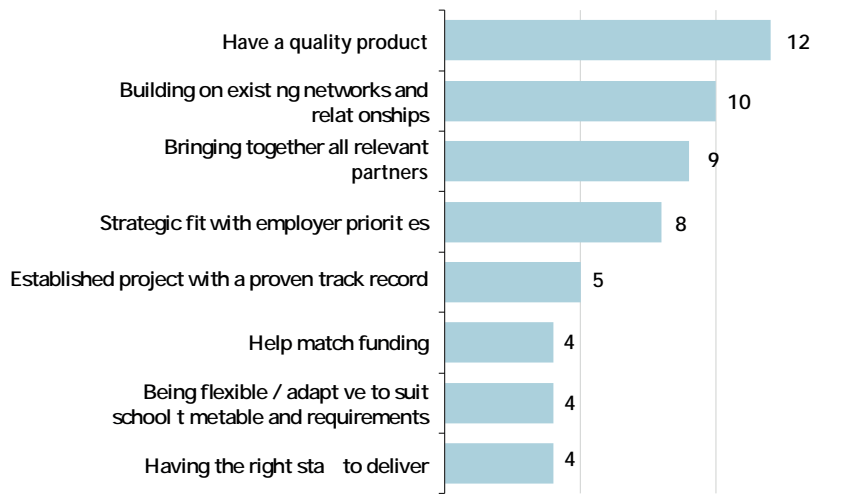 Have a quality product
12
Building on exist ng networks and
relat onships
10
Bringing together all relevant
partners
9
Strategic fit with employer priorit es
8
Established project with a proven track record
5
Help match funding
4
Being flexible / adapt ve to suit
school t metable and requirements
4
Having the right sta to deliver
4